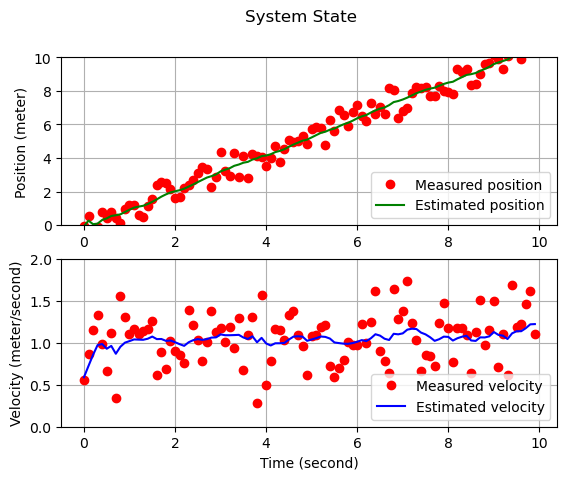 System State
Position (meter)
10
8
6
4
2
0
0 2 4 6 8 10
Measured position
Estimated position
Velocity (meter/second)
2.0
1.5
1.0
0.5
0.0
Measured velocity
Estimated velocity
0 2 4 6 8 10
Time (second)